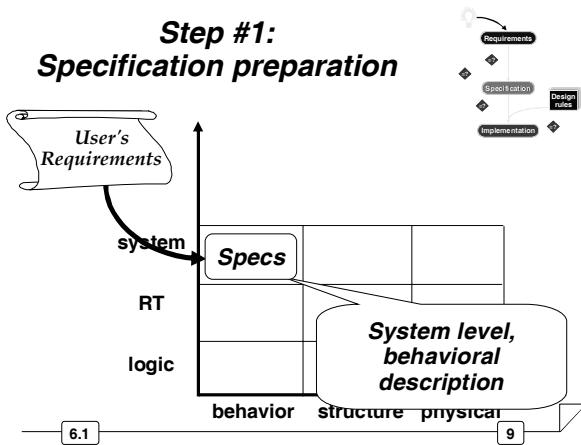 Step #1:
Specification preparation
Requirements
=?
=?
Specification
=?
Design
rules
Implementation
=?
User's
Requirements
system
Specs
RT
System level,
behavioral
description
logic
behavior structure physical
6.1
9